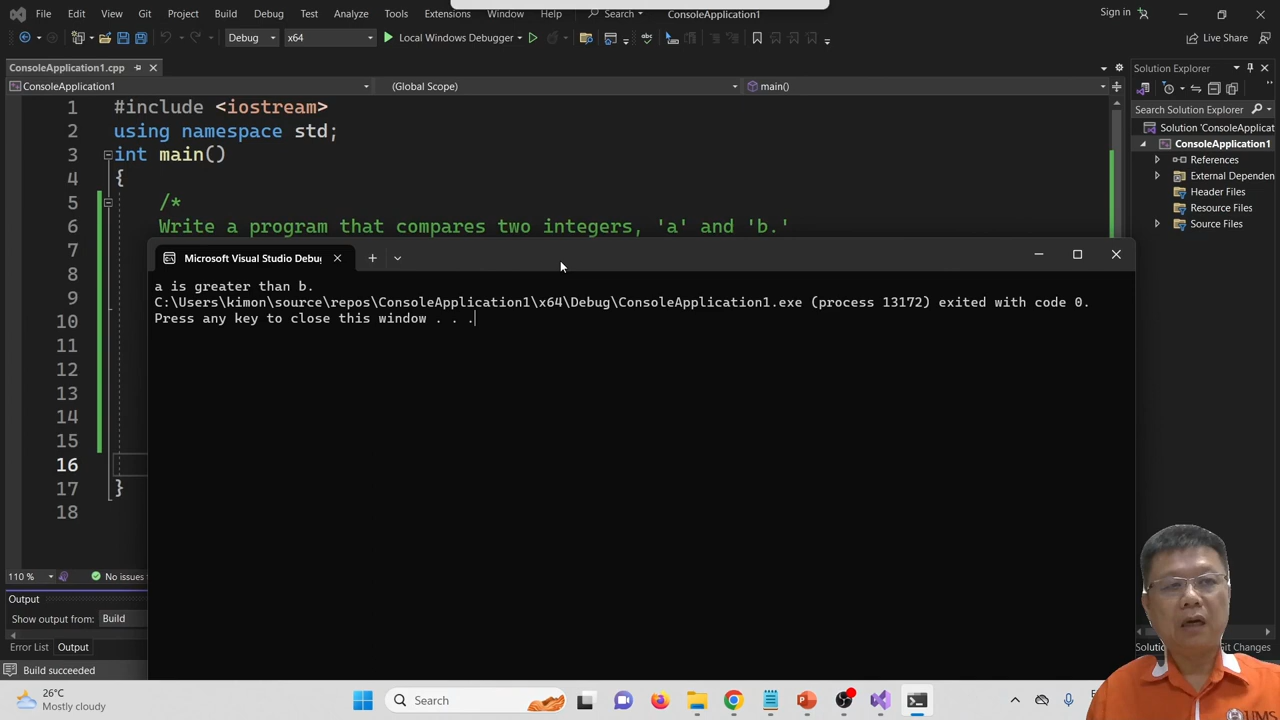 File Edit View Git Project Build Debug Test Analyze Tools Extensions Window Help Search ConsoleApplication1 Sign in
Debug x64 Local Windows Debugger Live Share
ConsoleApplication1.cpp Solution Explorer
ConsoleApplication1 (Global Scope) main()
Search Solution Explorer
Solution 'ConsoleApplicat
ConsoleApplication1
References
External Dependen
Header Files
Resource Files
Source Files
1 #include <iostream>
2 using namespace std;
3 int main()
4 {
5 /*
6 Write a program that compares two integers, 'a' and 'b.'
7
8
9
10
11
12
13
14
15
16
17 }
18
Microsoft Visual Studio Debug
a is greater than b.
C:\Users\kimon\source\repos\ConsoleApplication1\x64\Debug\ConsoleApplication1.exe (process 13172) exited with code 0.
Press any key to close this window . . .
110 % No issues
Output
Show output from: Build
Error List Output
Build succeeded
Git Changes
26°C
Mostly cloudy
Search
UMS